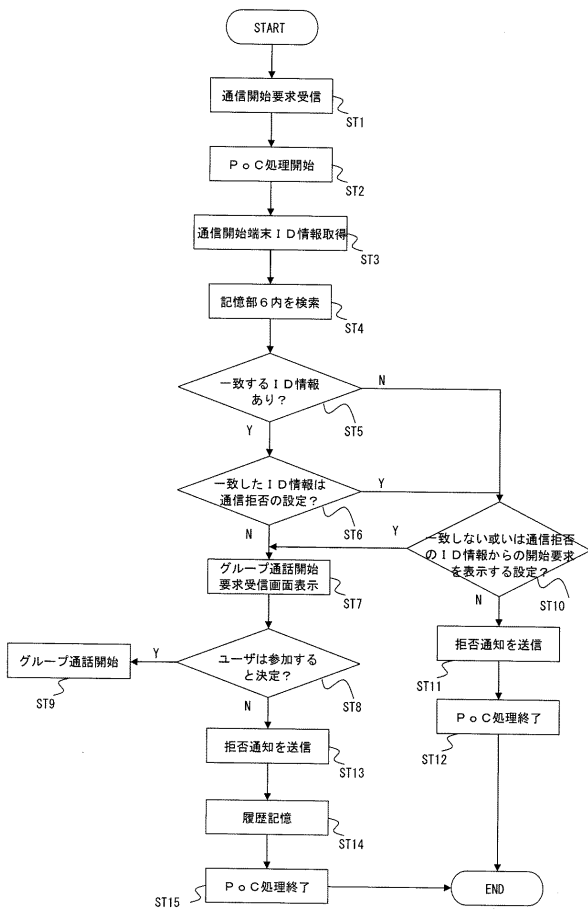 START
通信開始要求受信
ST1
ＰｏＣ処理開始
ST2
通信開始端末ＩＤ情報取得
ST3
記憶部６内を検索
ST4
一致するＩＤ情報
あり？
N
ST5
Y
一致したＩＤ情報は
通信拒否の設定？
Y
ST6
N
Y
一致しない或いは通信拒否
のＩＤ情報からの開始要求
を表示する設定？
ST10
N
グループ通話開始
要求受信画面表示
ST7
拒否通知を送信
ST11
グループ通話開始
ST9
Y
ユーザは参加する
と決定？
ST8
N
ＰｏＣ処理終了
ST12
拒否通知を送信
ST13
履歴記憶
ST14
ＰｏＣ処理終了
ST15
END